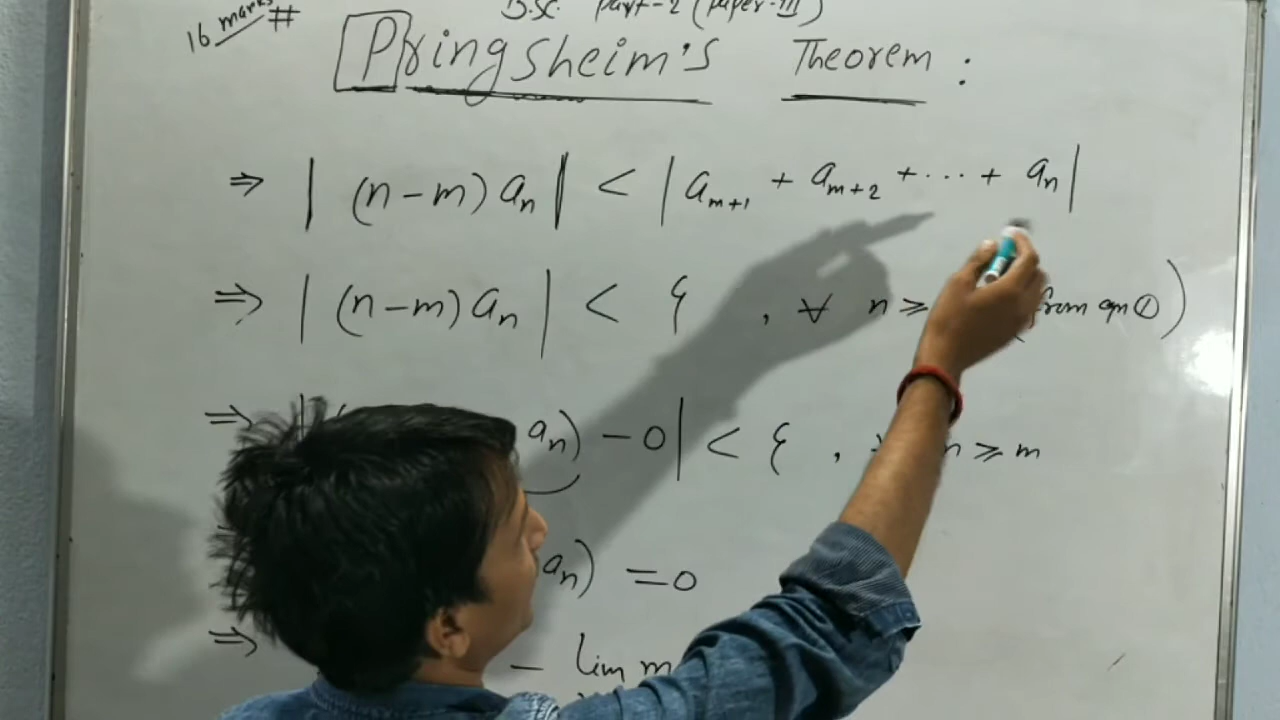 B.SC. Part-2 (Paper-III)
16 marks #
Pringsheim's Theorem :
⇒ | (n-m) aₙ | < | aₘ₊₁ + aₘ₊₂ + ... + aₙ |
⇒ | (n-m) aₙ | < ξ , ∀ n ≥ (from eqn ①)
⇒ | ( aₙ) - 0 | < ξ , n ≥ m
aₙ) = 0
⇒ - lim m